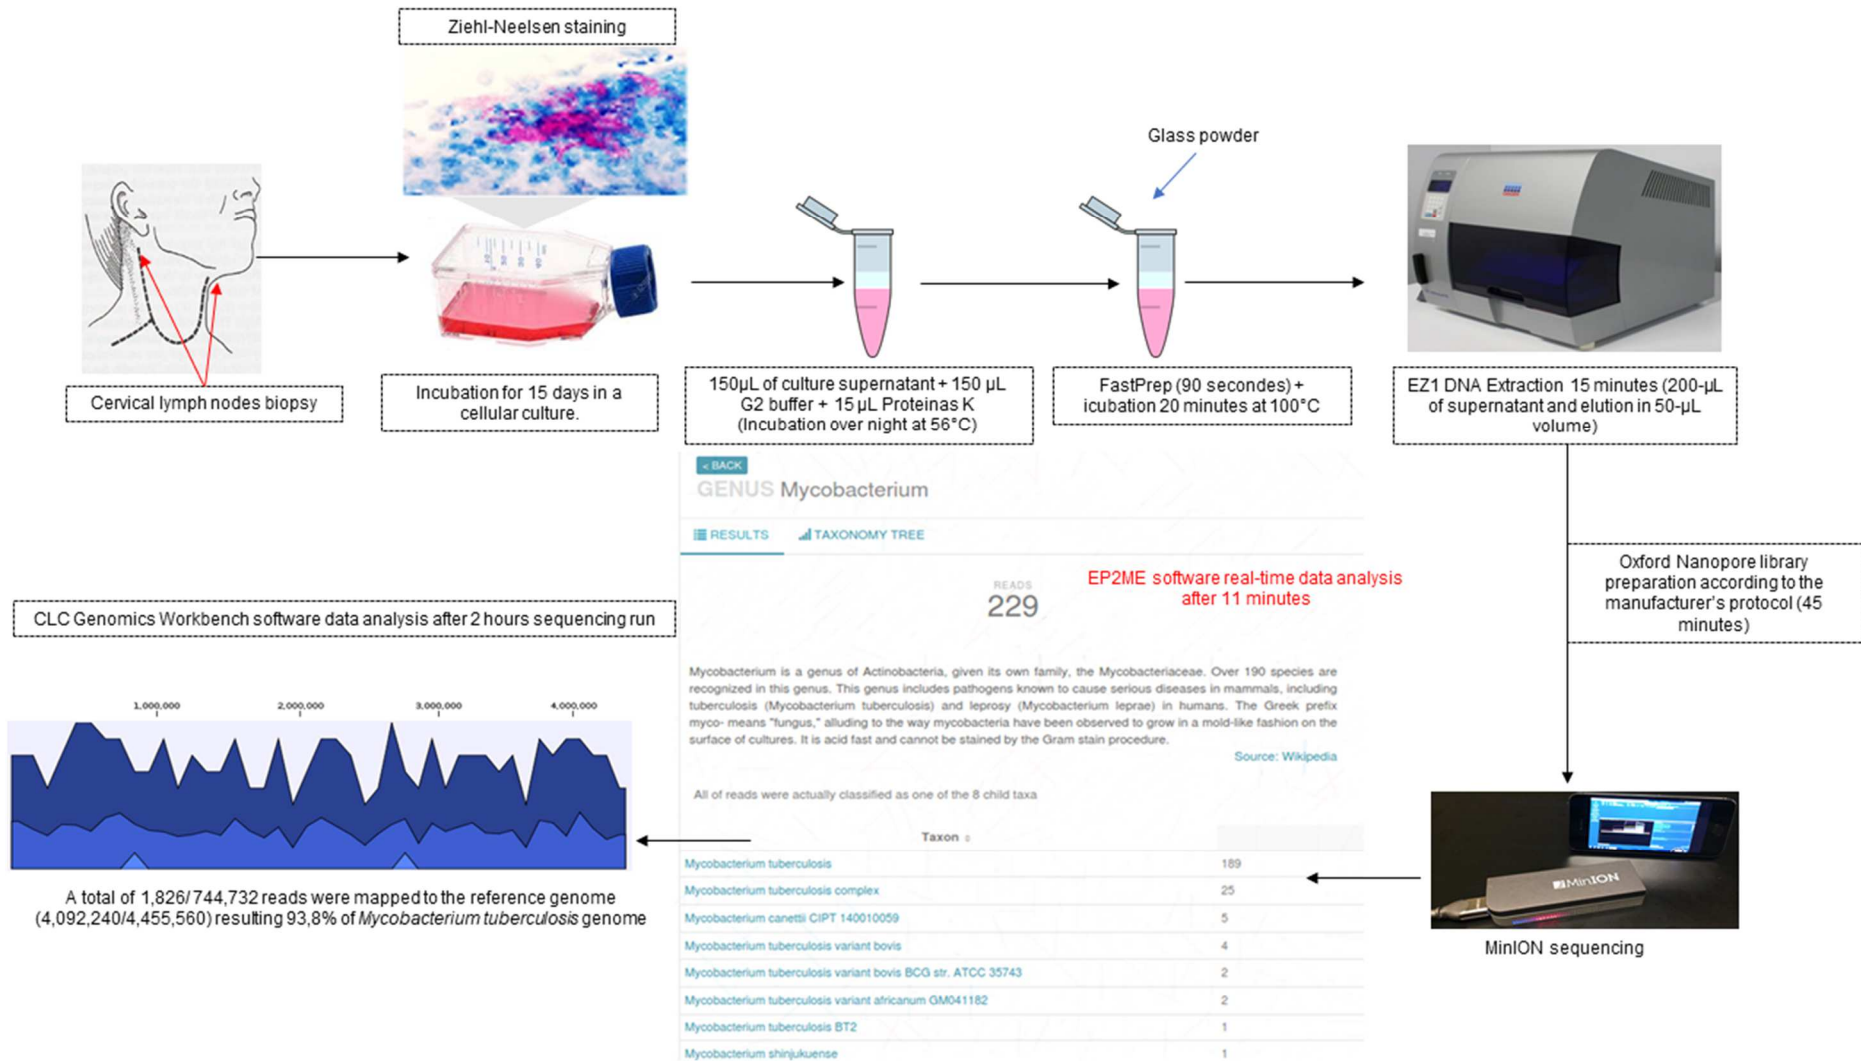 Ziehl-Neelsen staining
Glass powder
Cervical lymph nodes biopsy
Incubation for 15 days in a
cellular culture.
150µL of culture supernatant + 150 µL
G2 buffer + 15 µL Proteinas K
(Incubation over night at 56°C)
FastPrep (90 secondes) +
icubation 20 minutes at 100°C
EZ1 DNA Extraction 15 minutes (200-µL
of supernatant and elution in 50-µL
volume)
Oxford Nanopore library
preparation according to the
manufacturer's protocol (45
minutes)
MinION
MinION sequencing
< BACK
GENUS Mycobacterium
RESULTS TAXONOMY TREE
READS
229
EP2ME software real-time data analysis
after 11 minutes
Mycobacterium is a genus of Actinobacteria, given its own family, the Mycobacteriaceae. Over 190 species are
recognized in this genus. This genus includes pathogens known to cause serious diseases in mammals, including
tuberculosis (Mycobacterium tuberculosis) and leprosy (Mycobacterium leprae) in humans. The Greek prefix
myco- means "fungus," alluding to the way mycobacteria have been observed to grow in a mold-like fashion on the
surface of cultures. It is acid fast and cannot be stained by the Gram stain procedure.
Source: Wikipedia
All of reads were actually classified as one of the 8 child taxa
Taxon
Mycobacterium tuberculosis 189
Mycobacterium tuberculosis complex 25
Mycobacterium canettii CIPT 140010059 5
Mycobacterium tuberculosis variant bovis 4
Mycobacterium tuberculosis variant bovis BCG str. ATCC 35743 2
Mycobacterium tuberculosis variant africanum GM041182 2
Mycobacterium tuberculosis BT2 1
Mycobacterium shinjukuense 1
CLC Genomics Workbench software data analysis after 2 hours sequencing run
1,000,000 2,000,000 3,000,000 4,000,000
A total of 1,826/744,732 reads were mapped to the reference genome
(4,092,240/4,455,560) resulting 93,8% of Mycobacterium tuberculosis genome